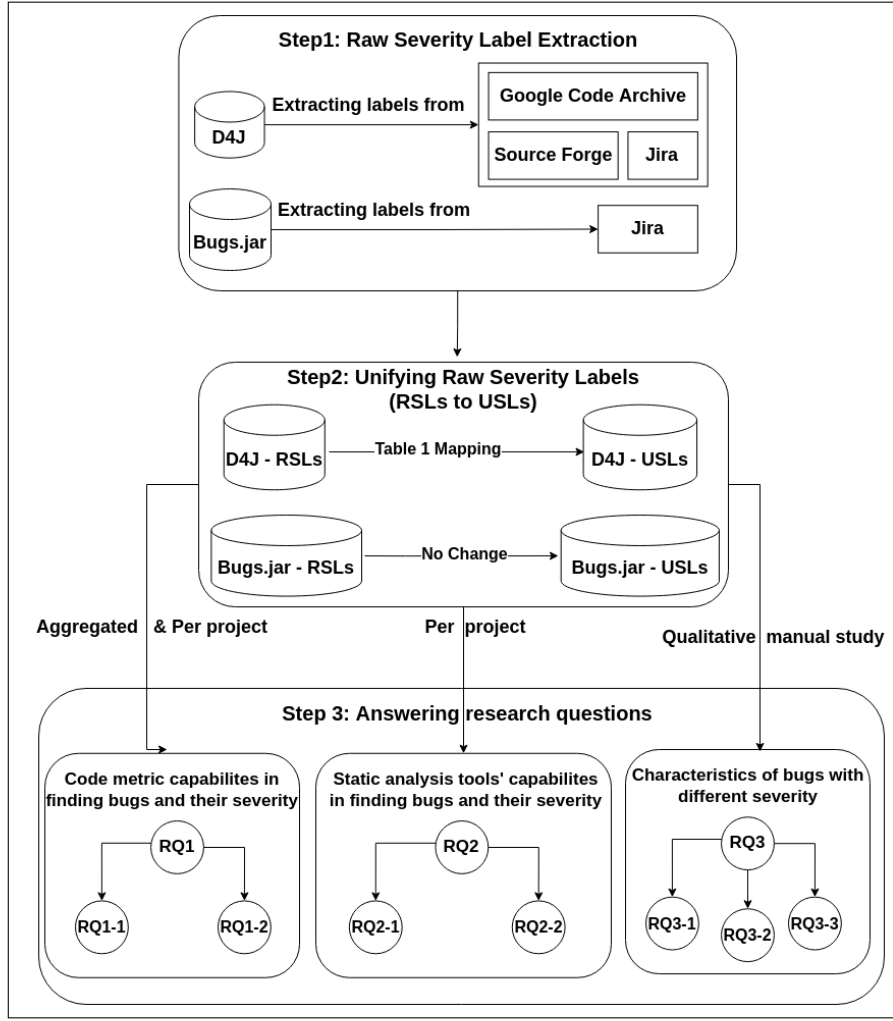 Step1: Raw Severity Label Extraction
Extracting labels from
D4J
Google Code Archive
Source Forge
Jira
Extracting labels from
Bugs.jar
Jira
Step2: Unifying Raw Severity Labels
(RSLs to USLs)
D4J - RSLs
Table 1 Mapping
D4J - USLs
Bugs.jar - RSLs
No Change
Bugs.jar - USLs
Aggregated & Per project
Per project
Qualitative manual study
Step 3: Answering research questions
Code metric capabilites in
finding bugs and their severity
RQ1
RQ1-1
RQ1-2
Static analysis tools' capabilites
in finding bugs and their severity
RQ2
RQ2-1
RQ2-2
Characteristics of bugs with
different severity
RQ3
RQ3-1
RQ3-2
RQ3-3